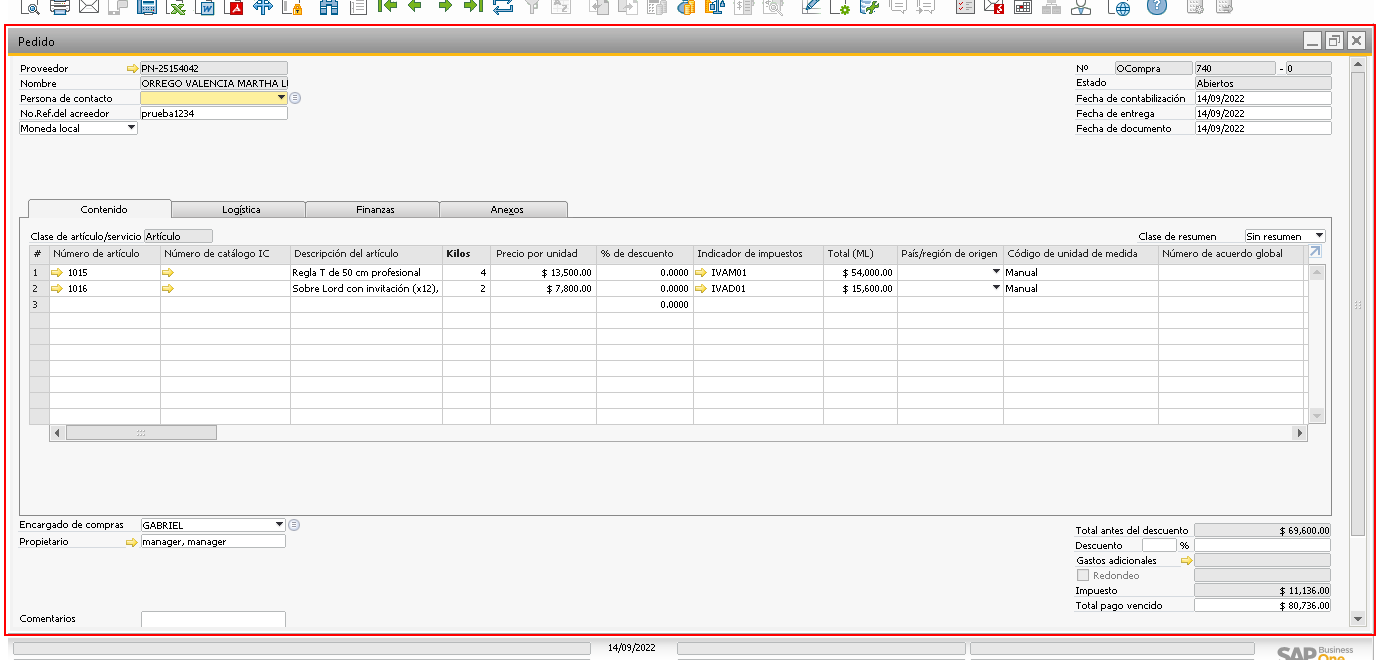 Pedido
Proveedor PN-25154042
Nombre ORREGO VALENCIA MARTHA L
Persona de contacto
No.Ref.del acreedor prueba1234
Moneda local
Nº OCompra 740 - 0
Estado Abiertos
Fecha de contabilización 14/09/2022
Fecha de entrega 14/09/2022
Fecha de documento 14/09/2022
Contenido Logística Finanzas Anexos
Clase de artículo/servicio Artículo
Clase de resumen Sin resumen
# Número de artículo Número de catálogo IC Descripción del artículo Kilos Precio por unidad % de descuento Indicador de impuestos Total (ML) País/región de origen Código de unidad de medida Número de acuerdo global
1 1015 Regla T de 50 cm profesional 4 $ 13,500.00 0.0000 IVAM01 $ 54,000.00 Manual
2 1016 Sobre Lord con invitación (x12), 2 $ 7,800.00 0.0000 IVAD01 $ 15,600.00 Manual
3 0.0000
Encargado de compras GABRIEL
Propietario manager, manager
Comentarios
Total antes del descuento $ 69,600.00
Descuento %
Gastos adicionales
Redondeo
Impuesto $ 11,136.00
Total pago vencido $ 80,736.00
14/09/2022
SAP Business One